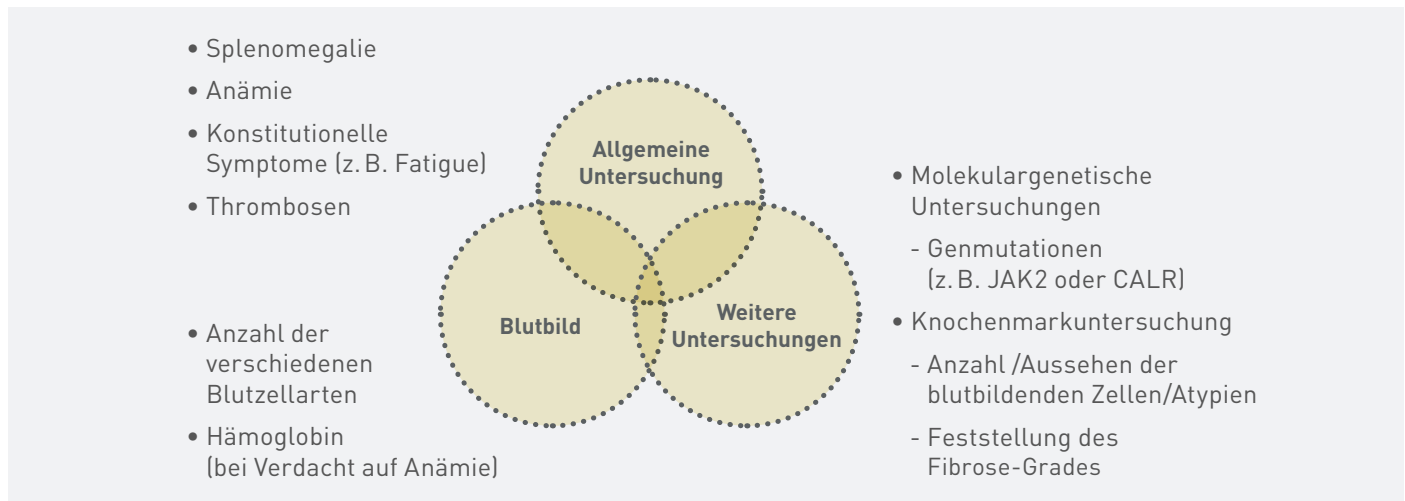 • Splenomegalie
• Anämie
• Konstitutionelle
Symptome (z. B. Fatigue)
• Thrombosen
Allgemeine
Untersuchung
• Anzahl der
verschiedenen
Blutzellarten
• Hämoglobin
(bei Verdacht auf Anämie)
Blutbild
Weitere
Untersuchungen
• Molekulargenetische
Untersuchungen
- Genmutationen
(z. B. JAK2 oder CALR)
• Knochenmarkuntersuchung
- Anzahl /Aussehen der
blutbildenden Zellen/Atypien
- Feststellung des
Fibrose-Grades